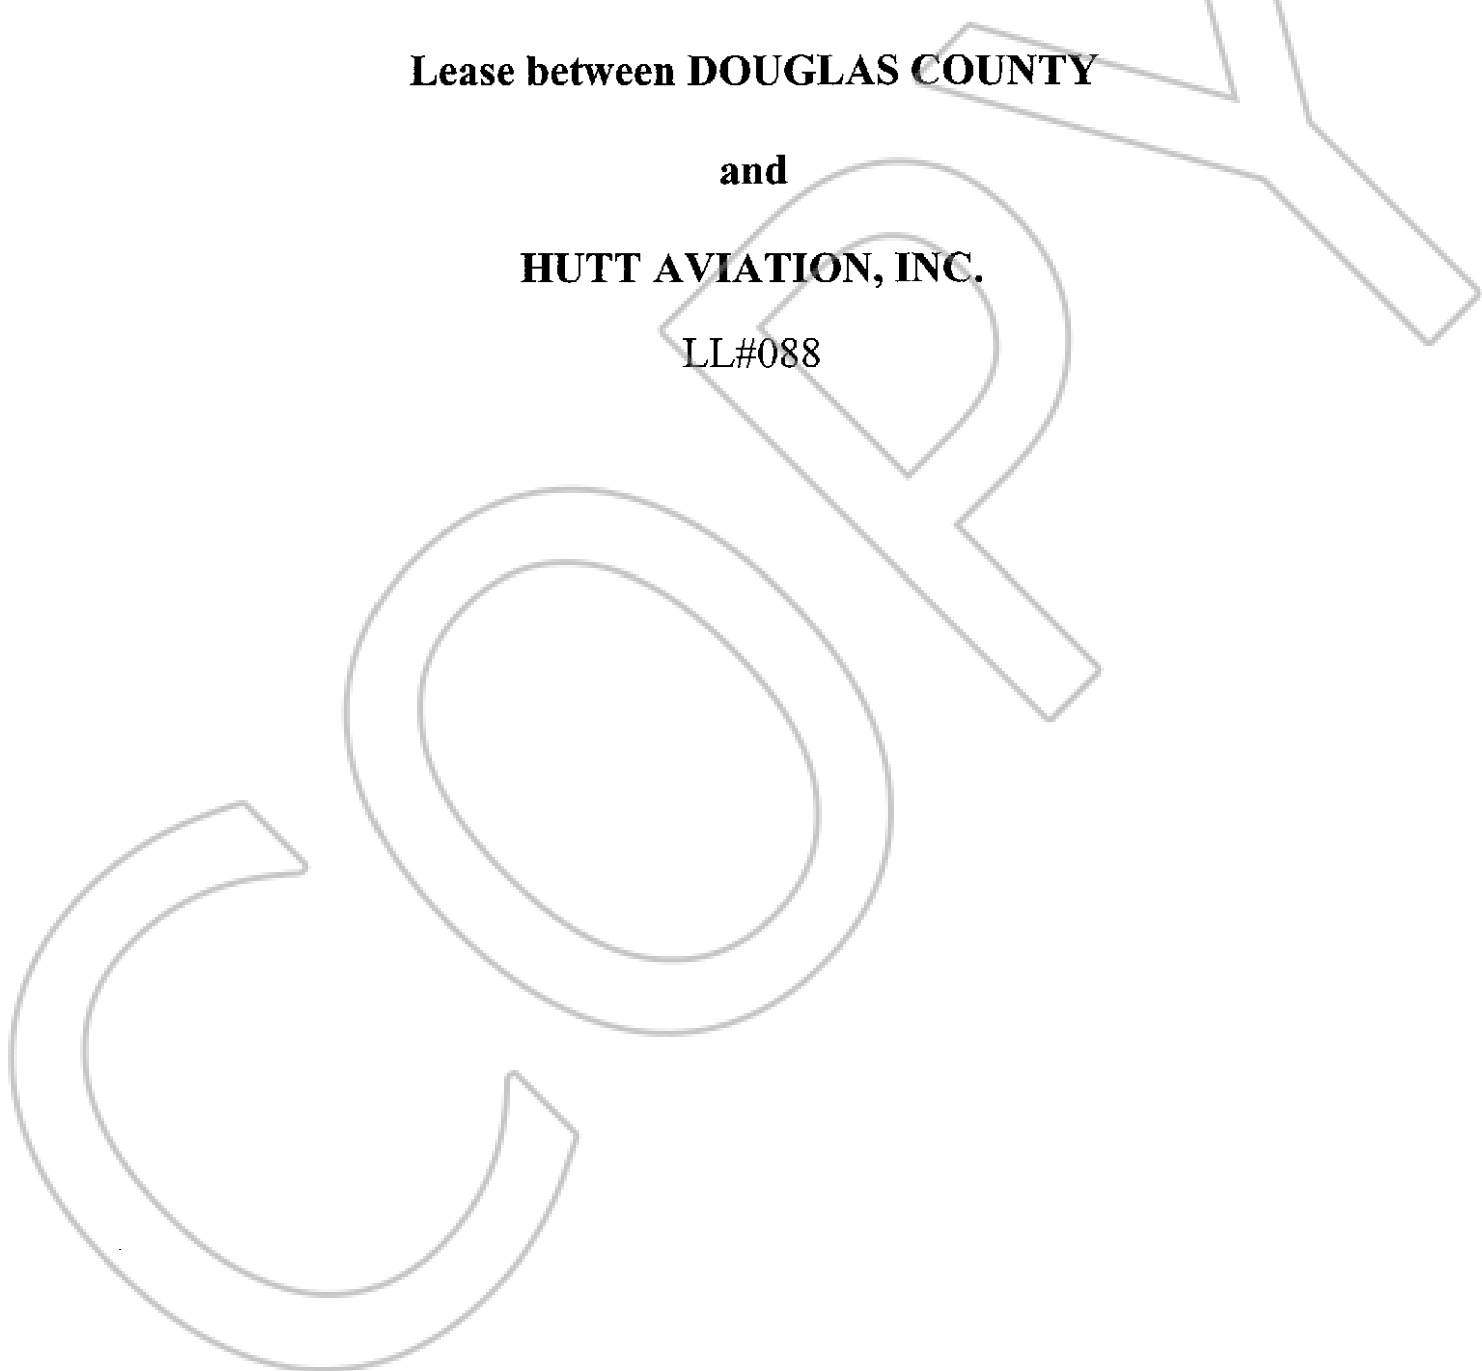 Lease between DOUGLAS COUNTY
and
HUTT AVIATION, INC.
LL#088
COPY